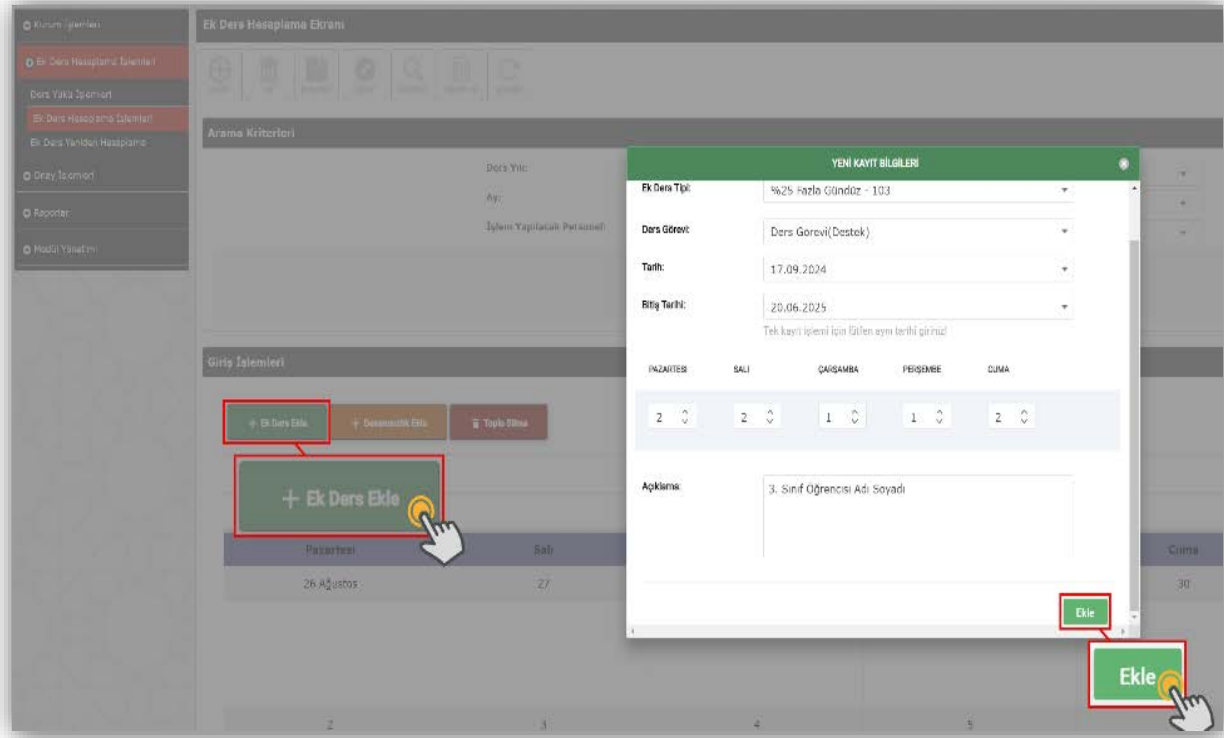 Kurum İşlemleri
Ek Ders Hesaplama İşlemleri
Ders Yükü İşlemleri
Ek Ders Hesaplama İşlemleri
Ek Ders Yeniden Hesaplama
Onay İşlemleri
Raporlar
Modül Yönetimi
Ek Ders Hesaplama Ekranı
Arama Kriterleri
Ders Yılı:
Ay:
İşlem Yapılacak Personel:
Giriş İşlemleri
+ Ek Ders Ekle
+ Ek Ders Ekle
Pazartesi Salı Cuma
26 Ağustos 27 30
2 3 4 5
YENİ KAYIT BİLGİLERİ
Ek Ders Tipi: %25 Fazla Gündüz - 103
Ders Görevi: Ders Görevi(Destek)
Tarih: 17.09.2024
Bitiş Tarihi: 20.06.2025
Tek kayıt işlemi için lütfen aynı tarihi giriniz!
PAZARTESİ SALI ÇARŞAMBA PERŞEMBE CUMA
2 2 1 1 2
Açıklama: 3. Sınıf Öğrencisi Adı Soyadı
Ekle
Ekle